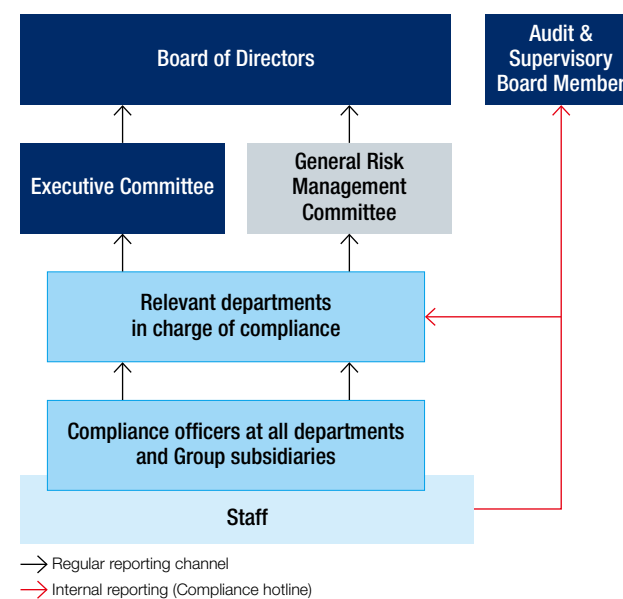 Board of Directors
Audit &
Supervisory
Board Member
Executive Committee
General Risk
Management
Committee
Relevant departments
in charge of compliance
Compliance officers at all departments
and Group subsidiaries
Staff
Regular reporting channel
Internal reporting (Compliance hotline)